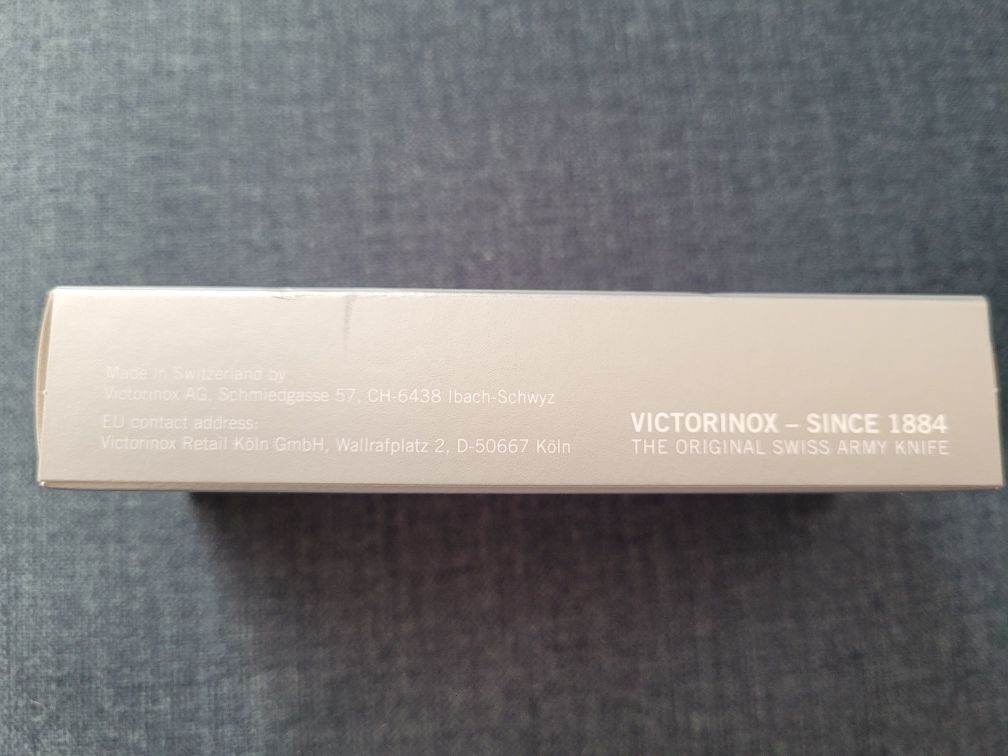 Made in Switzerland by
Victorinox AG, Schmiedgasse 57, CH-6438 Ibach-Schwyz
EU contact address:
Victorinox Retail Köln GmbH, Wallrafplatz 2, D-50667 Köln
VICTORINOX – SINCE 1884
THE ORIGINAL SWISS ARMY KNIFE